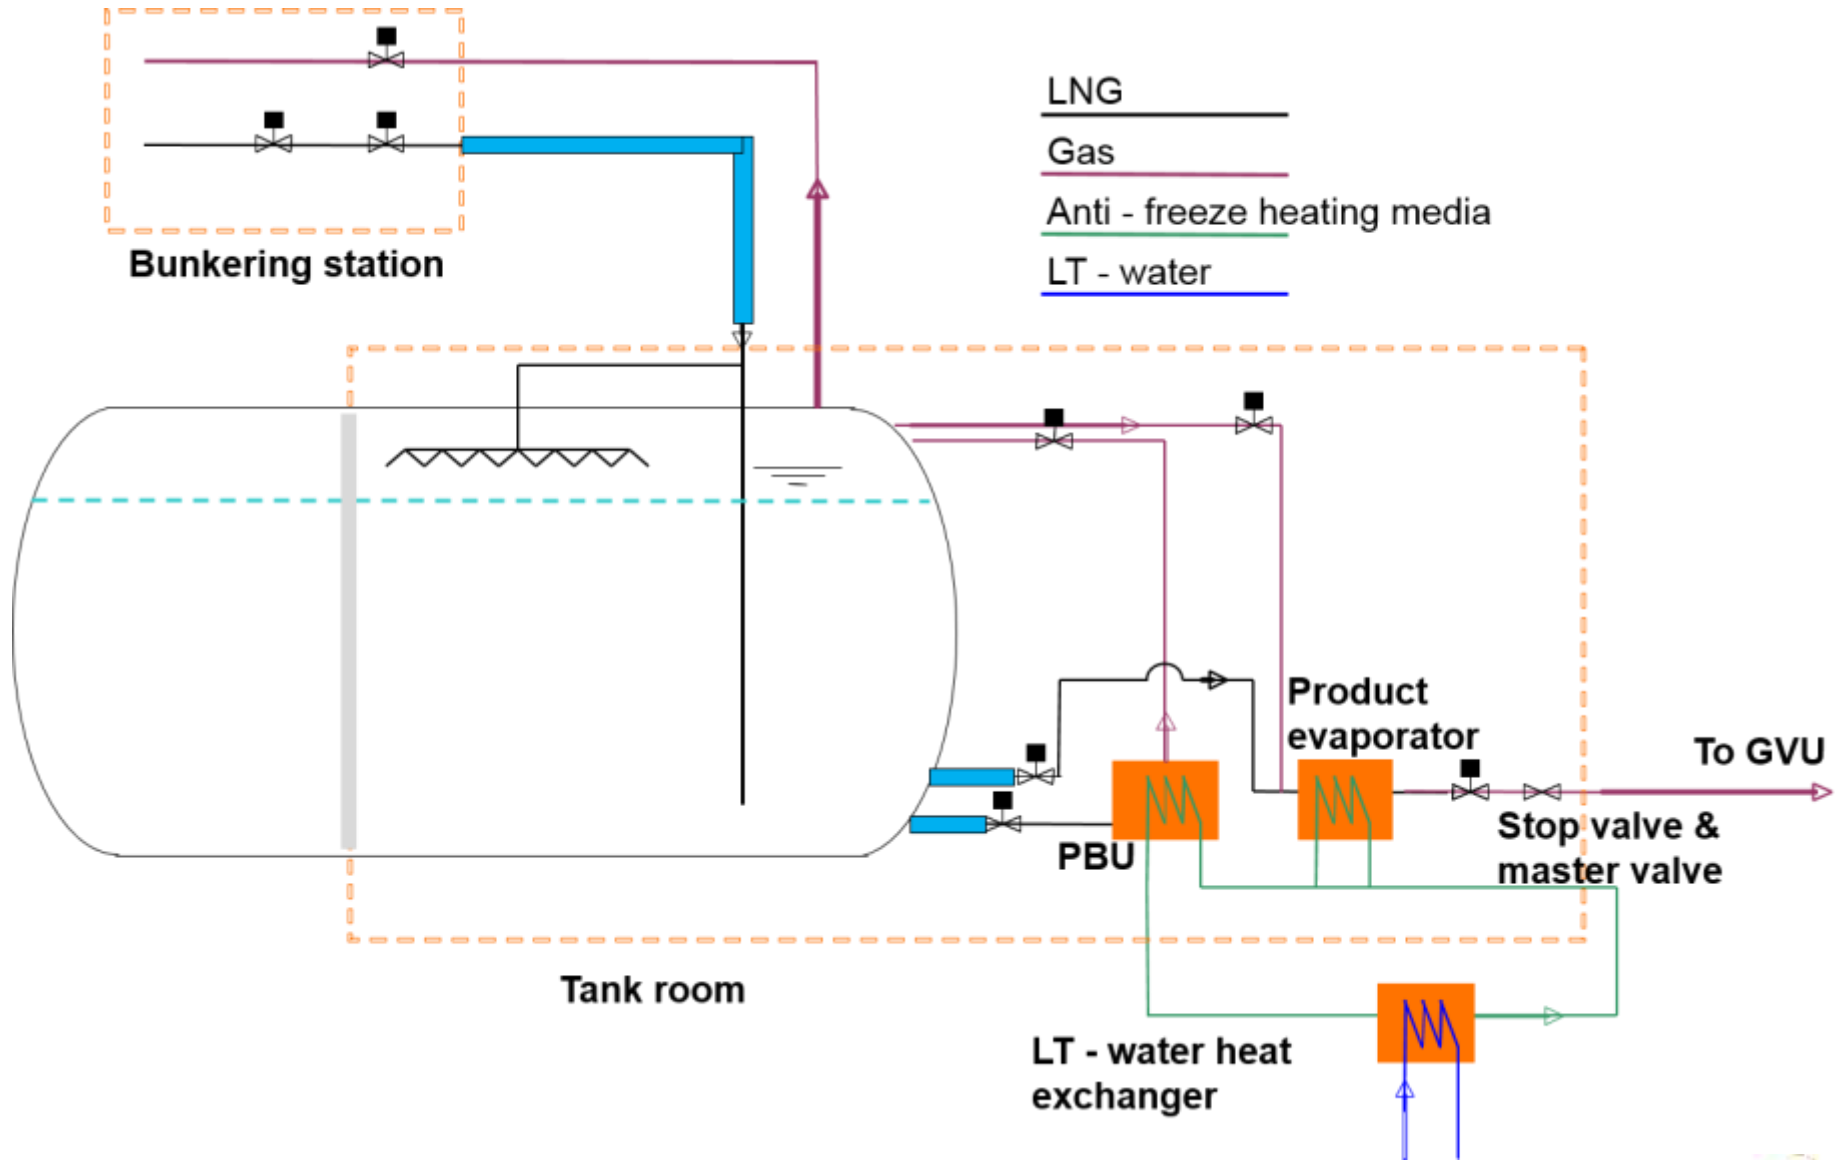 LNG
Gas
Anti - freeze heating media
LT - water
Bunkering station
Product
evaporator
To GVU
Stop valve &
master valve
PBU
Tank room
LT - water heat
exchanger